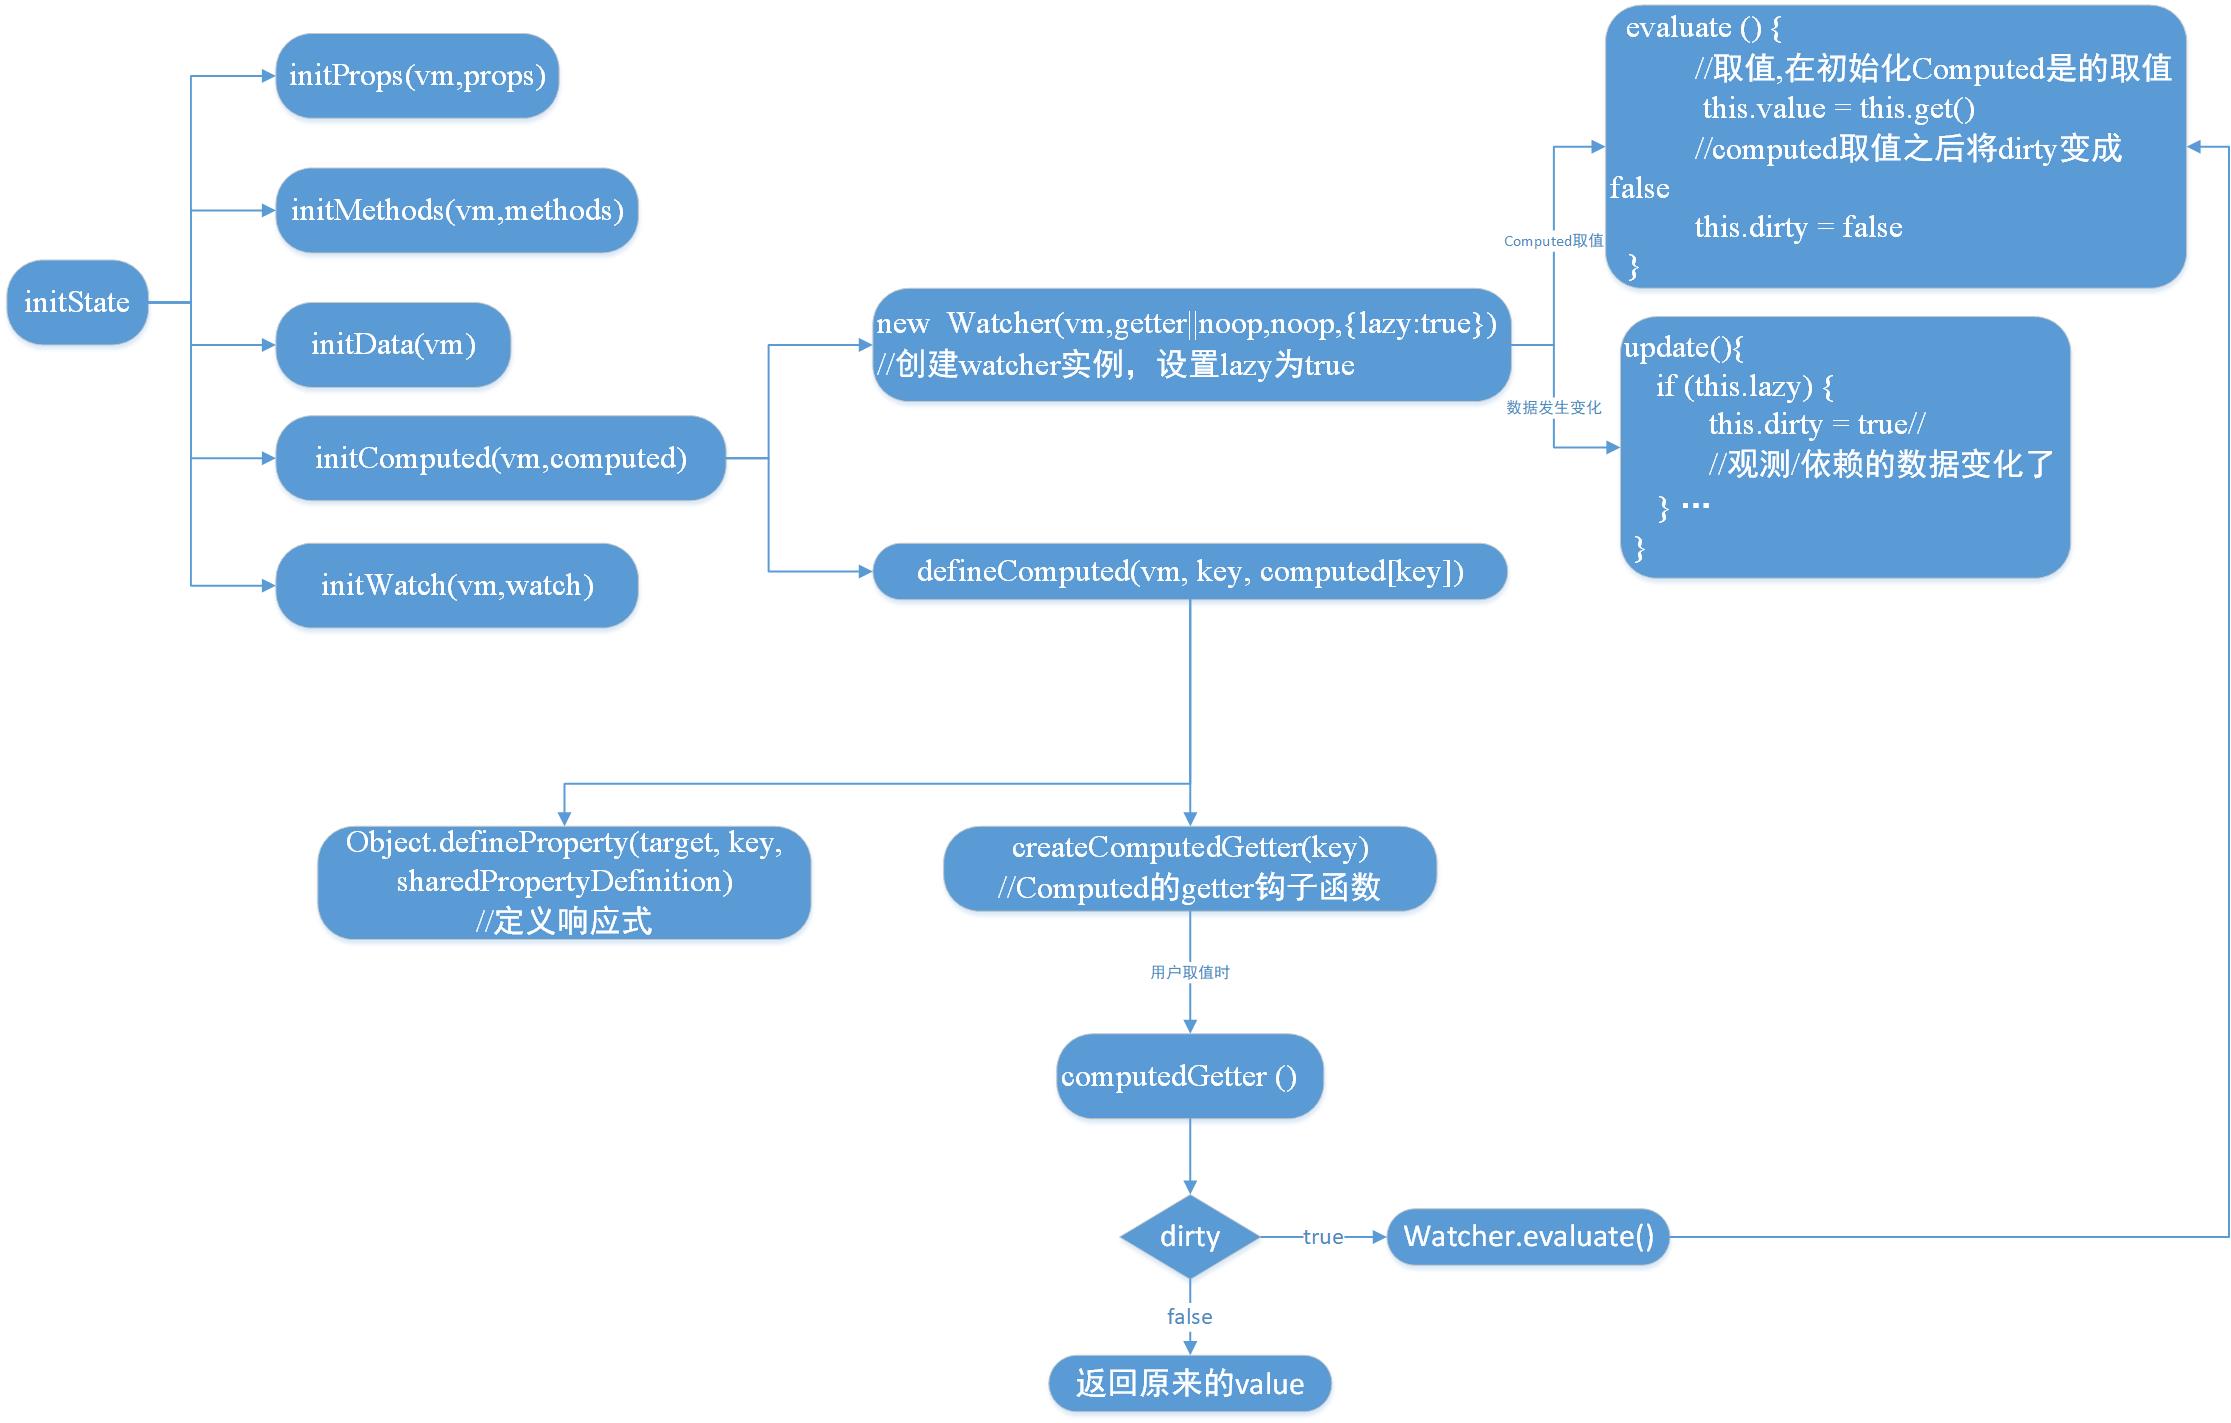 initState
initProps(vm,props)
initMethods(vm,methods)
initData(vm)
initComputed(vm,computed)
initWatch(vm,watch)
new  Watcher(vm,getter||noop,noop,{lazy:true})
//创建watcher实例，设置lazy为true
defineComputed(vm, key, computed[key])
Computed取值
数据发生变化
evaluate () {
//取值,在初始化Computed是的取值
this.value = this.get()
//computed取值之后将dirty变成
false
this.dirty = false
}
update(){
if (this.lazy) {
this.dirty = true//
//观测/依赖的数据变化了
} ···
}
Object.defineProperty(target, key,
sharedPropertyDefinition)
//定义响应式
createComputedGetter(key)
//Computed的getter钩子函数
用户取值时
computedGetter ()
dirty
true
Watcher.evaluate()
false
返回原来的value